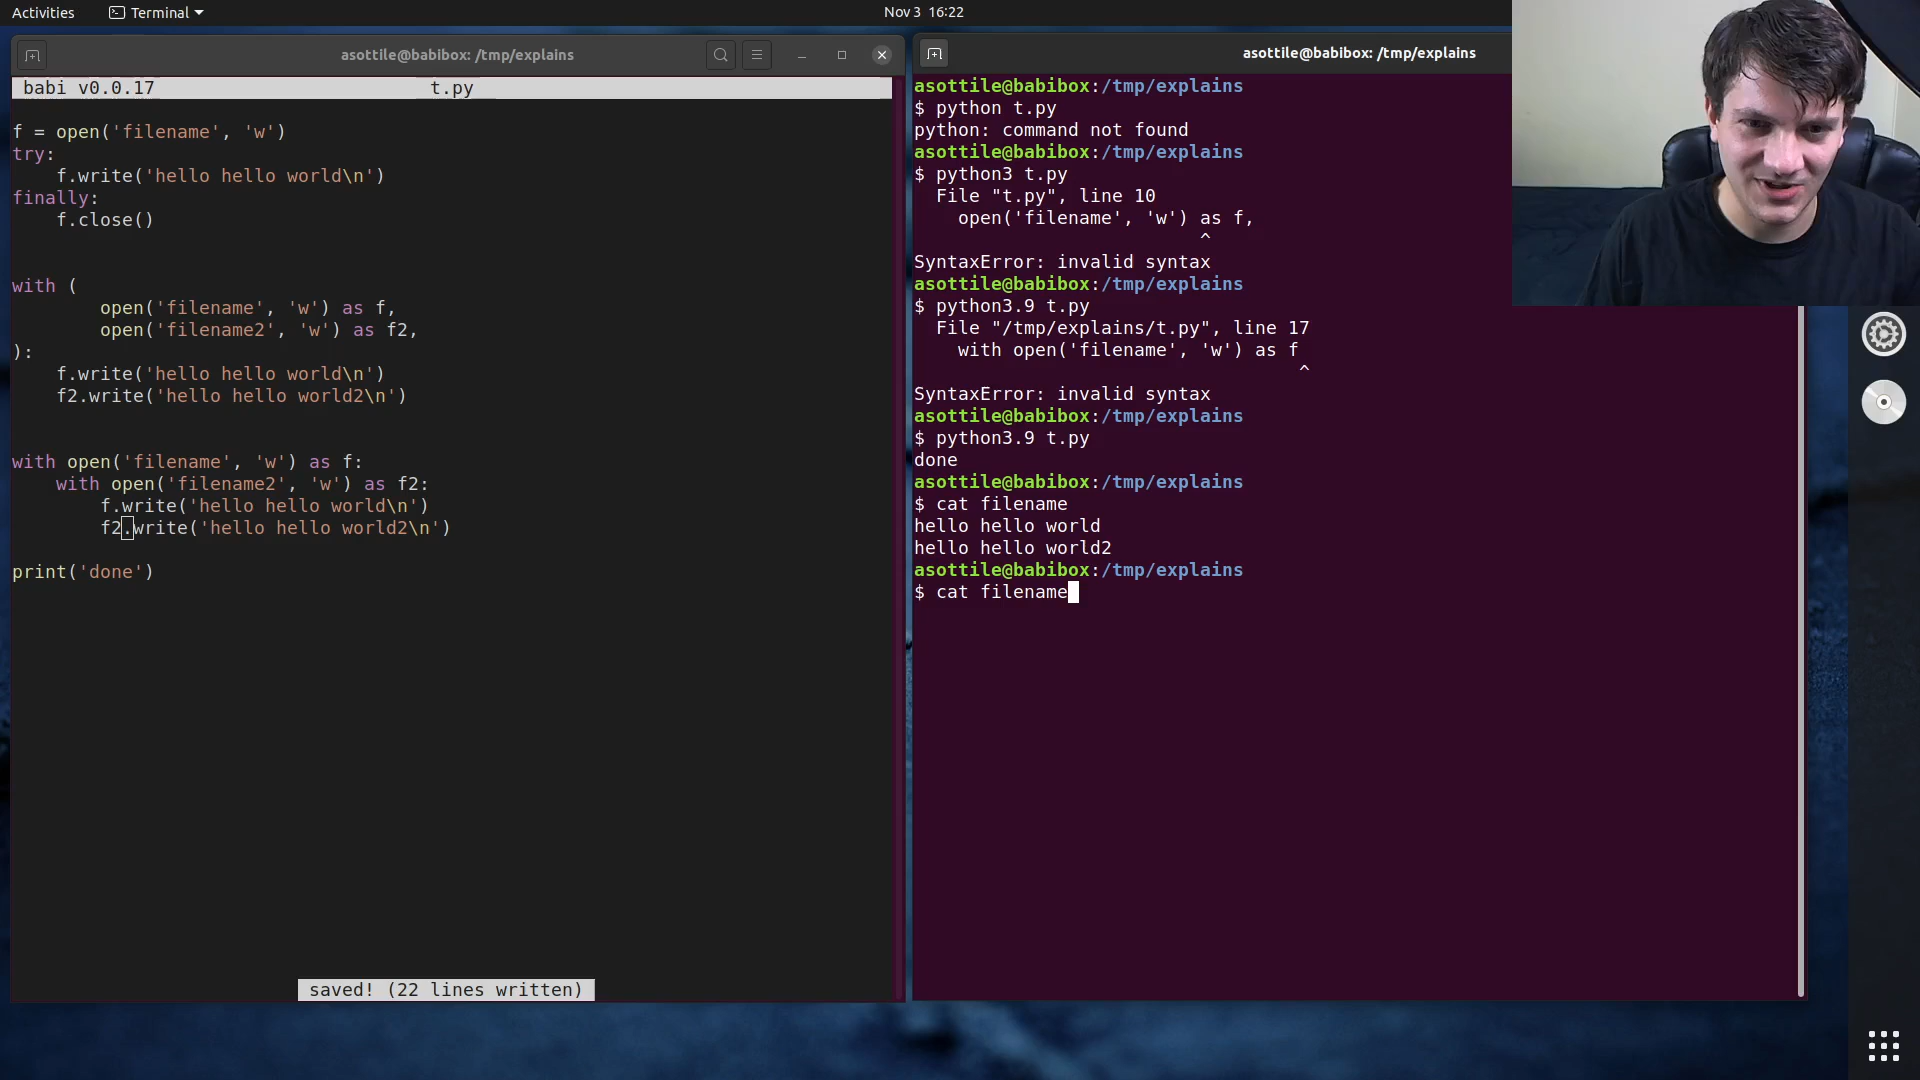 Activities
Terminal
Nov 3 16:22
asottile@babibox: /tmp/explains
babi v0.0.17 t.py
f = open('filename', 'w')
try:
    f.write('hello hello world\n')
finally:
    f.close()
with (
        open('filename', 'w') as f,
        open('filename2', 'w') as f2,
):
    f.write('hello hello world\n')
    f2.write('hello hello world2\n')
with open('filename', 'w') as f:
    with open('filename2', 'w') as f2:
        f.write('hello hello world\n')
        f2.write('hello hello world2\n')
print('done')
saved! (22 lines written)
asottile@babibox: /tmp/explains
asottile@babibox:/tmp/explains
$ python t.py
python: command not found
asottile@babibox:/tmp/explains
$ python3 t.py
  File "t.py", line 10
    open('filename', 'w') as f,
                          ^
SyntaxError: invalid syntax
asottile@babibox:/tmp/explains
$ python3.9 t.py
  File "/tmp/explains/t.py", line 17
    with open('filename', 'w') as f
                                   ^
SyntaxError: invalid syntax
asottile@babibox:/tmp/explains
$ python3.9 t.py
done
asottile@babibox:/tmp/explains
$ cat filename
hello hello world
hello hello world2
asottile@babibox:/tmp/explains
$ cat filename